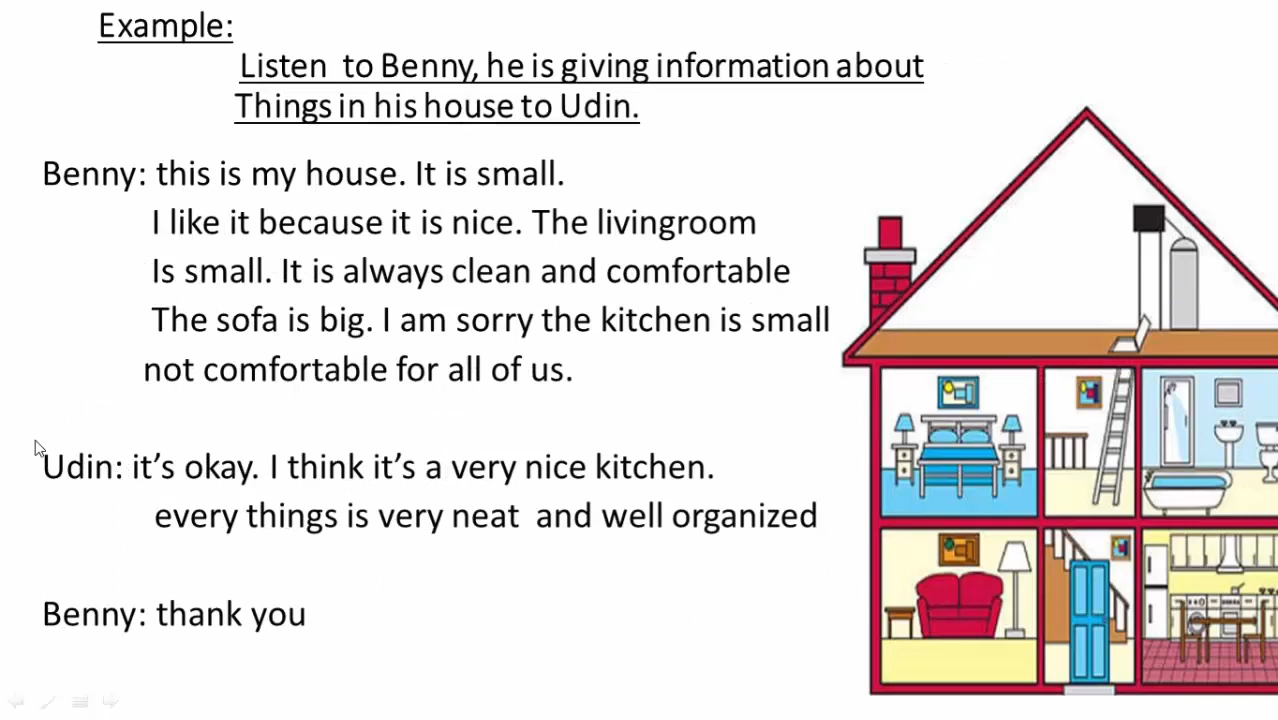 Example:
Listen to Benny, he is giving information about
Things in his house to Udin.
Benny: this is my house. It is small.
I like it because it is nice. The livingroom
Is small. It is always clean and comfortable
The sofa is big. I am sorry the kitchen is small
not comfortable for all of us.
Udin: it’s okay. I think it’s a very nice kitchen.
every things is very neat and well organized
Benny: thank you